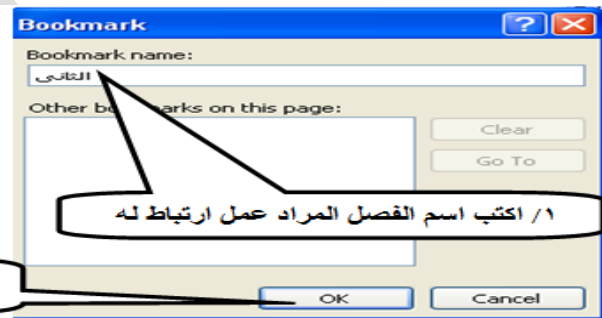 Bookmark
Bookmark name:
الثانى
Other bookmarks on this page:
Clear
Go To
١/ اكتب اسم الفصل المراد عمل ارتباط له
OK
Cancel